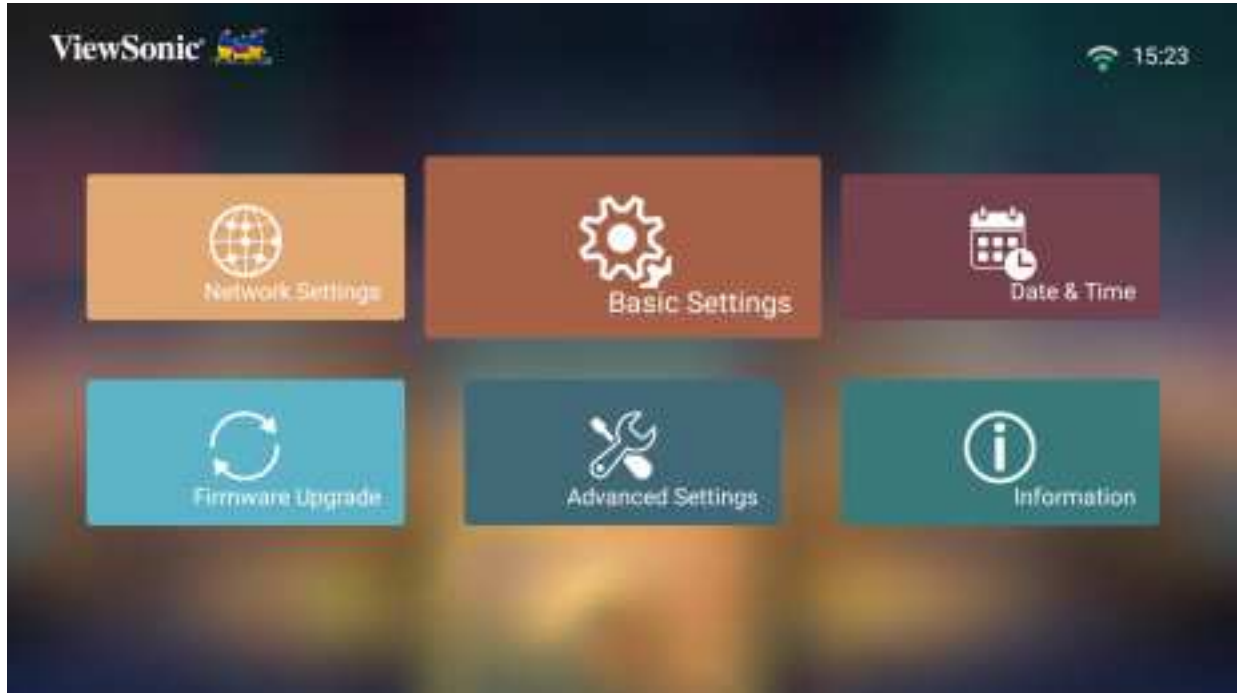 ViewSonic
15:23
Network Settings
Basic Settings
Date & Time
Firmware Upgrade
Advanced Settings
Information